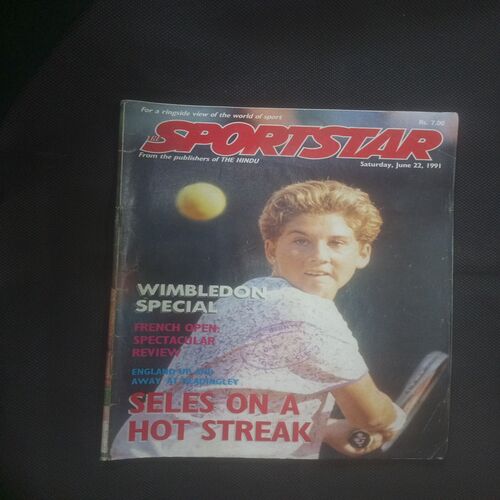 For a ringside view of the world of sport
Rs. 7.00
THE SPORTSTAR
From the publishers of THE HINDU
Saturday, June 22, 1991
WIMBLEDON
SPECIAL
FRENCH OPEN:
SPECTACULAR
REVIEW
ENGLAND UP AND
AWAY AT HEADINGLEY
SELES ON A
HOT STREAK